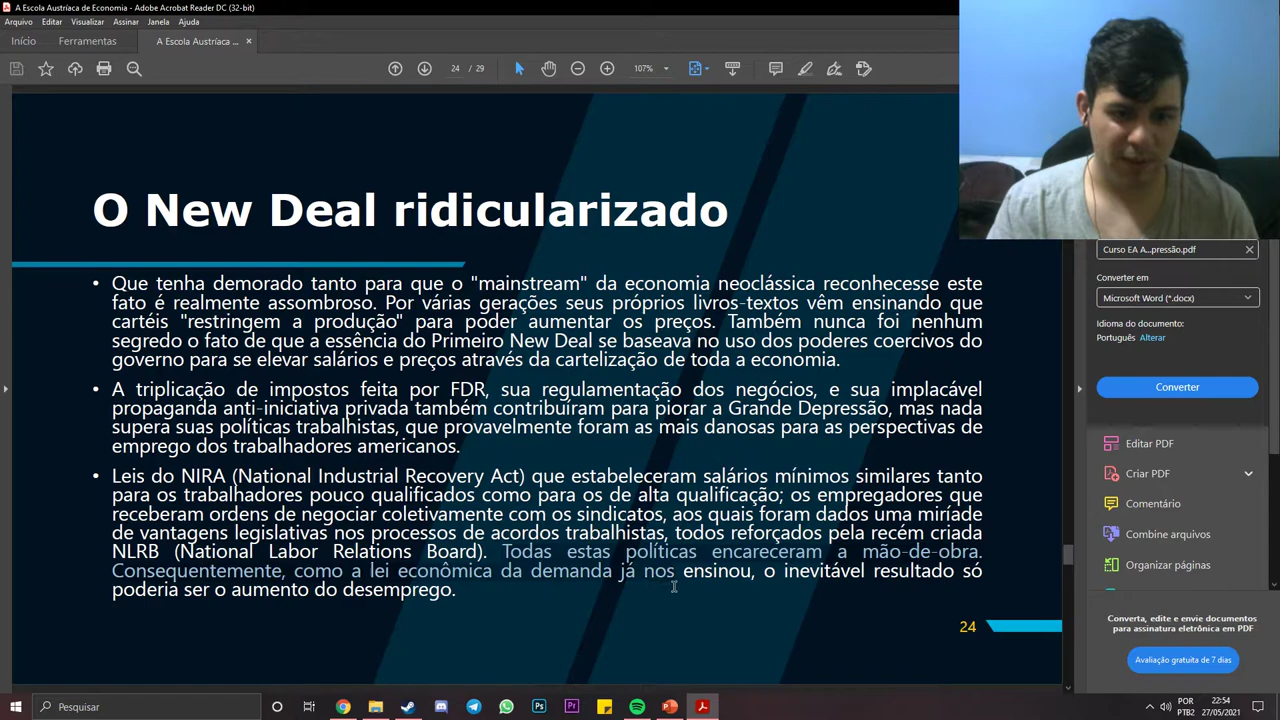 A Escola Austríaca de Economia - Adobe Acrobat Reader DC (32-bit)
Arquivo Editar Visualizar Assinar Janela Ajuda
Início Ferramentas A Escola Austríaca ... ×
24 / 29 107%
O New Deal ridicularizado
• Que tenha demorado tanto para que o "mainstream" da economia neoclássica reconhecesse este
fato é realmente assombroso. Por várias gerações seus próprios livros-textos vêm ensinando que
cartéis "restringem a produção" para poder aumentar os preços. Também nunca foi nenhum
segredo o fato de que a essência do Primeiro New Deal se baseava no uso dos poderes coercivos do
governo para se elevar salários e preços através da cartelização de toda a economia.
• A triplicação de impostos feita por FDR, sua regulamentação dos negócios, e sua implacável
propaganda anti-iniciativa privada também contribuíram para piorar a Grande Depressão, mas nada
supera suas políticas trabalhistas, que provavelmente foram as mais danosas para as perspectivas de
emprego dos trabalhadores americanos.
• Leis do NIRA (National Industrial Recovery Act) que estabeleceram salários mínimos similares tanto
para os trabalhadores pouco qualificados como para os de alta qualificação; os empregadores que
receberam ordens de negociar coletivamente com os sindicatos, aos quais foram dados uma miríade
de vantagens legislativas nos processos de acordos trabalhistas, todos reforçados pela recém criada
NLRB (National Labor Relations Board). Todas estas políticas encareceram a mão-de-obra.
Consequentemente, como a lei econômica da demanda já nos ensinou, o inevitável resultado só
poderia ser o aumento do desemprego.
24
Curso EA A...pressão.pdf
Converter em
Microsoft Word (*.docx)
Idioma do documento:
Português Alterar
Converter
Editar PDF
Criar PDF
Comentário
Combine arquivos
Organizar páginas
Converta, edite e envie documentos
para assinatura eletrônica em PDF
Avaliação gratuita de 7 dias
Pesquisar
Ps
Pr
POR
PTB2
22:54
27/05/2021